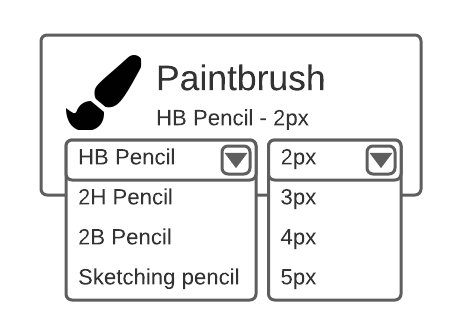 Paintbrush
HB Pencil - 2px
HB Pencil
2px
2H Pencil
3px
2B Pencil
4px
Sketching pencil
5px